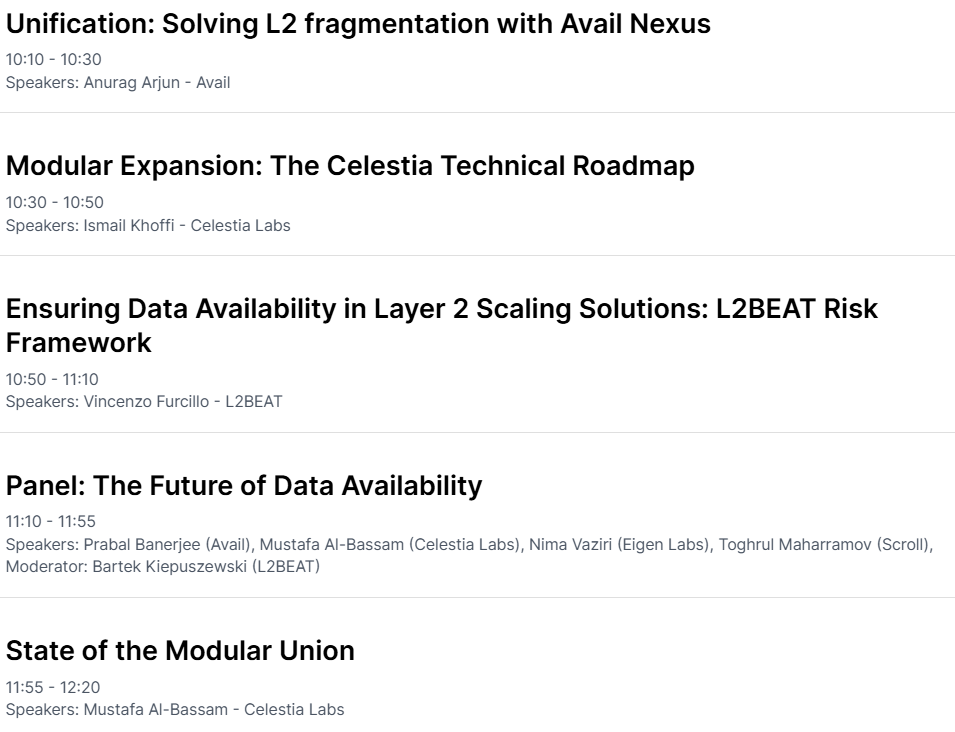 Unification: Solving L2 fragmentation with Avail Nexus
10:10 - 10:30
Speakers: Anurag Arjun - Avail
Modular Expansion: The Celestia Technical Roadmap
10:30 - 10:50
Speakers: Ismail Khoffi - Celestia Labs
Ensuring Data Availability in Layer 2 Scaling Solutions: L2BEAT Risk
Framework
10:50 - 11:10
Speakers: Vincenzo Furcillo - L2BEAT
Panel: The Future of Data Availability
11:10 - 11:55
Speakers: Prabal Banerjee (Avail), Mustafa Al-Bassam (Celestia Labs), Nima Vaziri (Eigen Labs), Toghrul Maharramov (Scroll),
Moderator: Bartek Kiepuszewski (L2BEAT)
State of the Modular Union
11:55 - 12:20
Speakers: Mustafa Al-Bassam - Celestia Labs